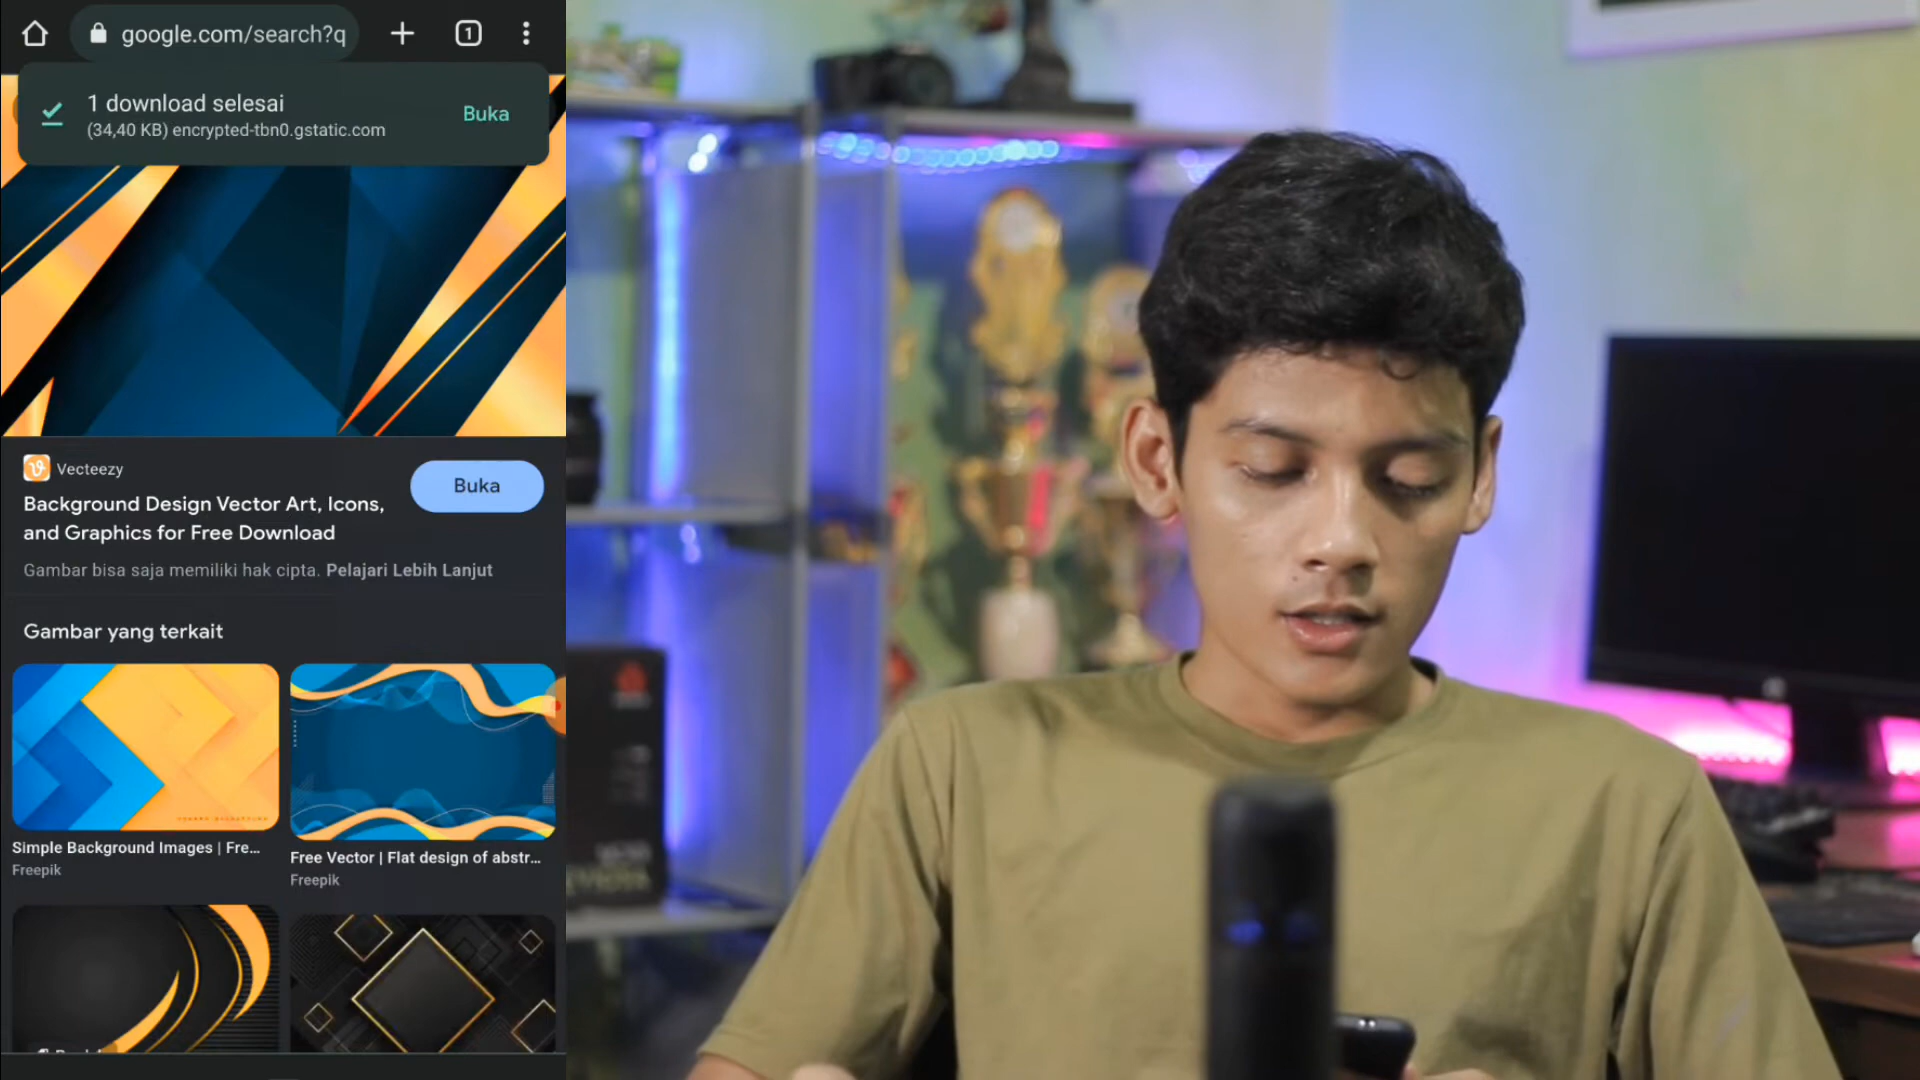 google.com/search?q
1
1 download selesai
(34,40 KB) encrypted-tbn0.gstatic.com
Buka
Vecteezy
Background Design Vector Art, Icons,
and Graphics for Free Download
Buka
Gambar bisa saja memiliki hak cipta. Pelajari Lebih Lanjut
Gambar yang terkait
Simple Background Images | Fre...
Freepik
Free Vector | Flat design of abstr...
Freepik